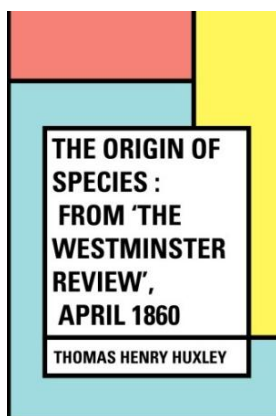 THE ORIGIN OF
SPECIES :
FROM ‘THE
WESTMINSTER
REVIEW’,
APRIL 1860
THOMAS HENRY HUXLEY